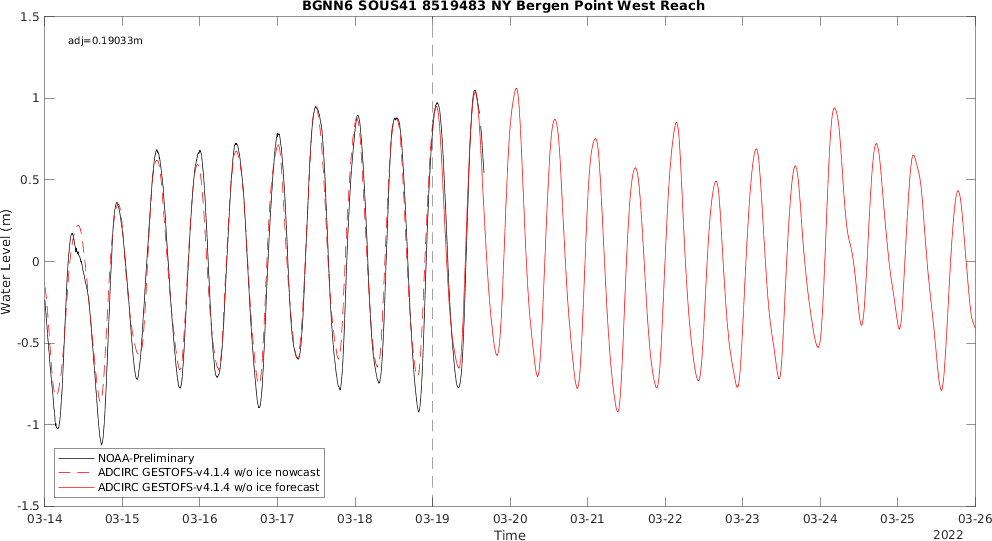 BGNN6 SOUS41 8519483 NY Bergen Point West Reach
adj=0.19033m
1.5
1
0.5
0
-0.5
-1
-1.5
Water Level (m)
NOAA-Preliminary
ADCIRC GESTOFS-v4.1.4 w/o ice nowcast
ADCIRC GESTOFS-v4.1.4 w/o ice forecast
03-14 03-15 03-16 03-17 03-18 03-19 03-20 03-21 03-22 03-23 03-24 03-25 03-26
Time
2022